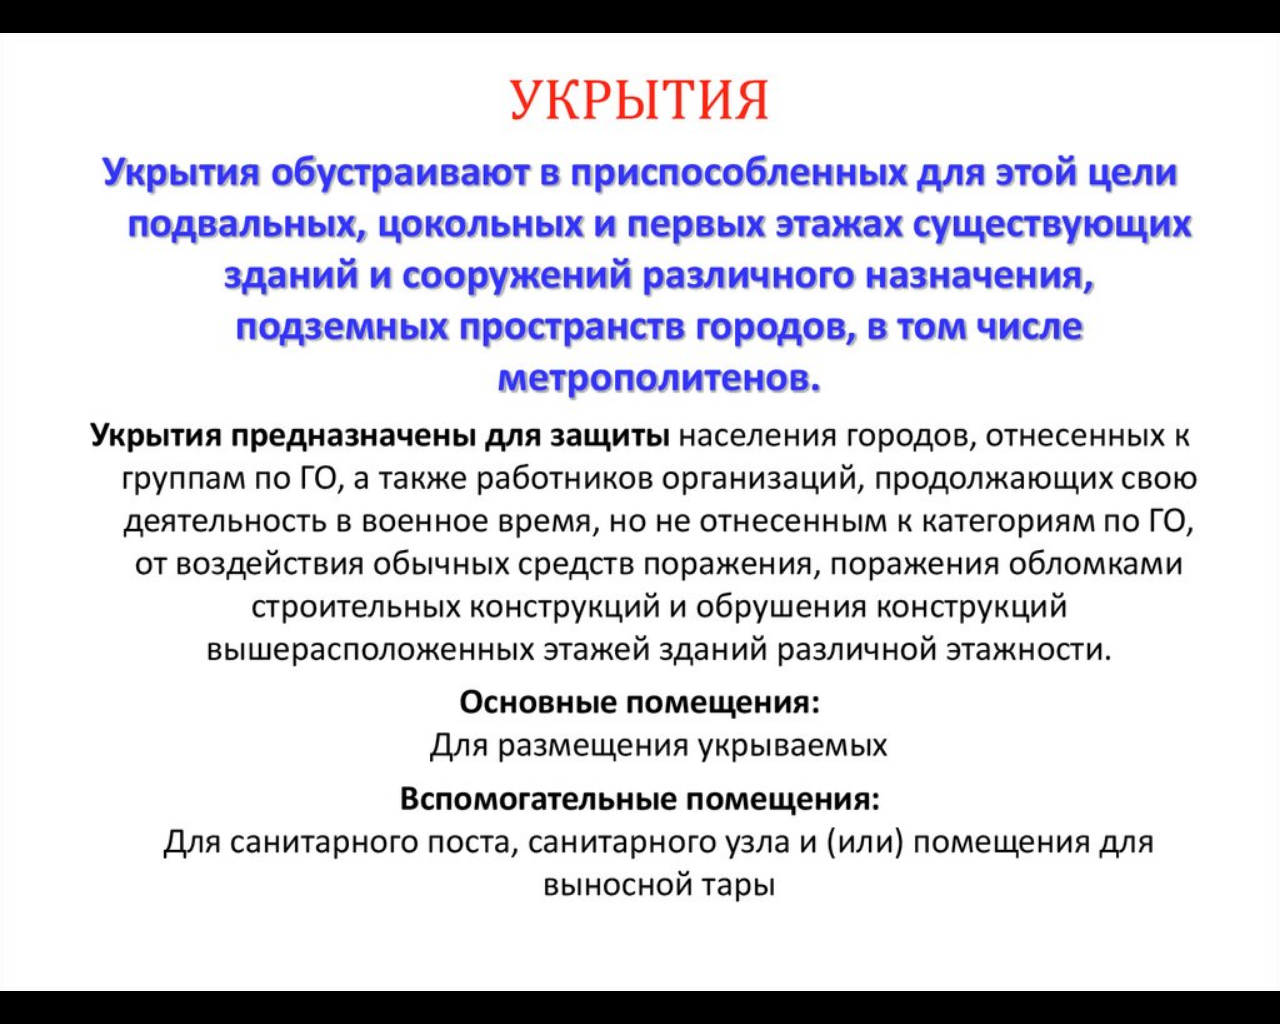 УКРЫТИЯ
Укрытия обустраивают в приспособленных для этой цели
подвальных, цокольных и первых этажах существующих
зданий и сооружений различного назначения,
подземных пространств городов, в том числе
метрополитенов.
Укрытия предназначены для защиты населения городов, отнесенных к
группам по ГО, а также работников организаций, продолжающих свою
деятельность в военное время, но не отнесенным к категориям по ГО,
от воздействия обычных средств поражения, поражения обломками
строительных конструкций и обрушения конструкций
вышерасположенных этажей зданий различной этажности.
Основные помещения:
Для размещения укрываемых
Вспомогательные помещения:
Для санитарного поста, санитарного узла и (или) помещения для
выносной тары